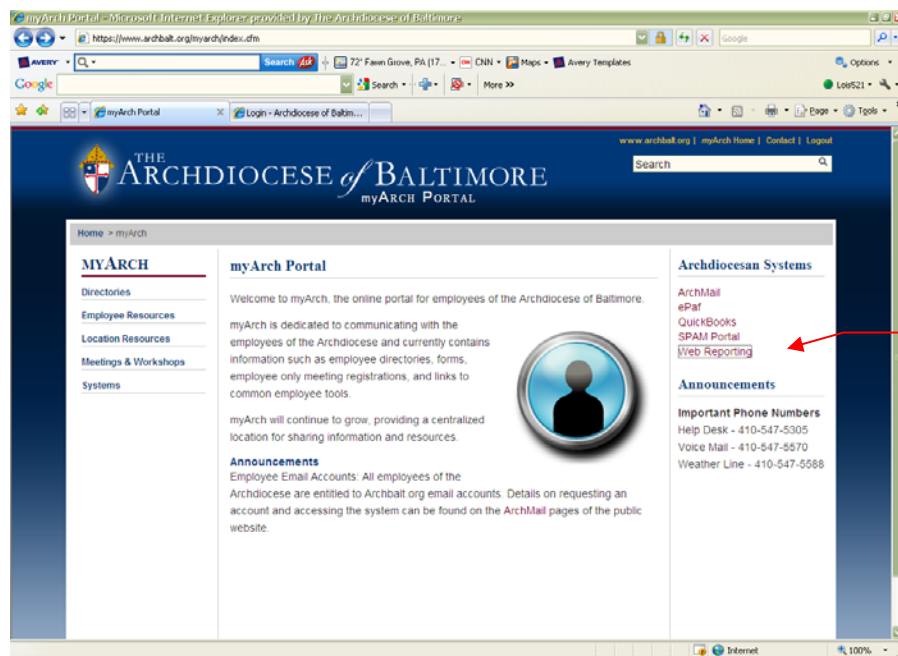 myArch Portal - Microsoft Internet Explorer provided by The Archdiocese of Baltimore
https://www.archbalt.org/myarch/index.cfm
Google
AVERY
Search Ask
72° Fawn Grove, PA (17...
CNN
Maps
Avery Templates
Options
Google
Search
More >>
Lois521
myArch Portal
Login - Archdiocese of Baltim...
Page
Tools
www.archbalt.org | myArch Home | Contact | Logout
Search
THE
ARCHDIOCESE of BALTIMORE
MYARCH PORTAL
Home > myArch
MYARCH
Directories
Employee Resources
Location Resources
Meetings & Workshops
Systems
myArch Portal
Welcome to myArch, the online portal for employees of the Archdiocese of Baltimore.
myArch is dedicated to communicating with the
employees of the Archdiocese and currently contains
information such as employee directories, forms,
employee only meeting registrations, and links to
common employee tools.
myArch will continue to grow, providing a centralized
location for sharing information and resources.
Announcements
Employee Email Accounts: All employees of the
Archdiocese are entitled to Archbalt.org email accounts. Details on requesting an
account and accessing the system can be found on the ArchMail pages of the public
website.
Archdiocesan Systems
ArchMail
ePaf
QuickBooks
SPAM Portal
Web Reporting
Announcements
Important Phone Numbers
Help Desk - 410-547-5305
Voice Mail - 410-547-5570
Weather Line - 410-547-5588
Internet
100%